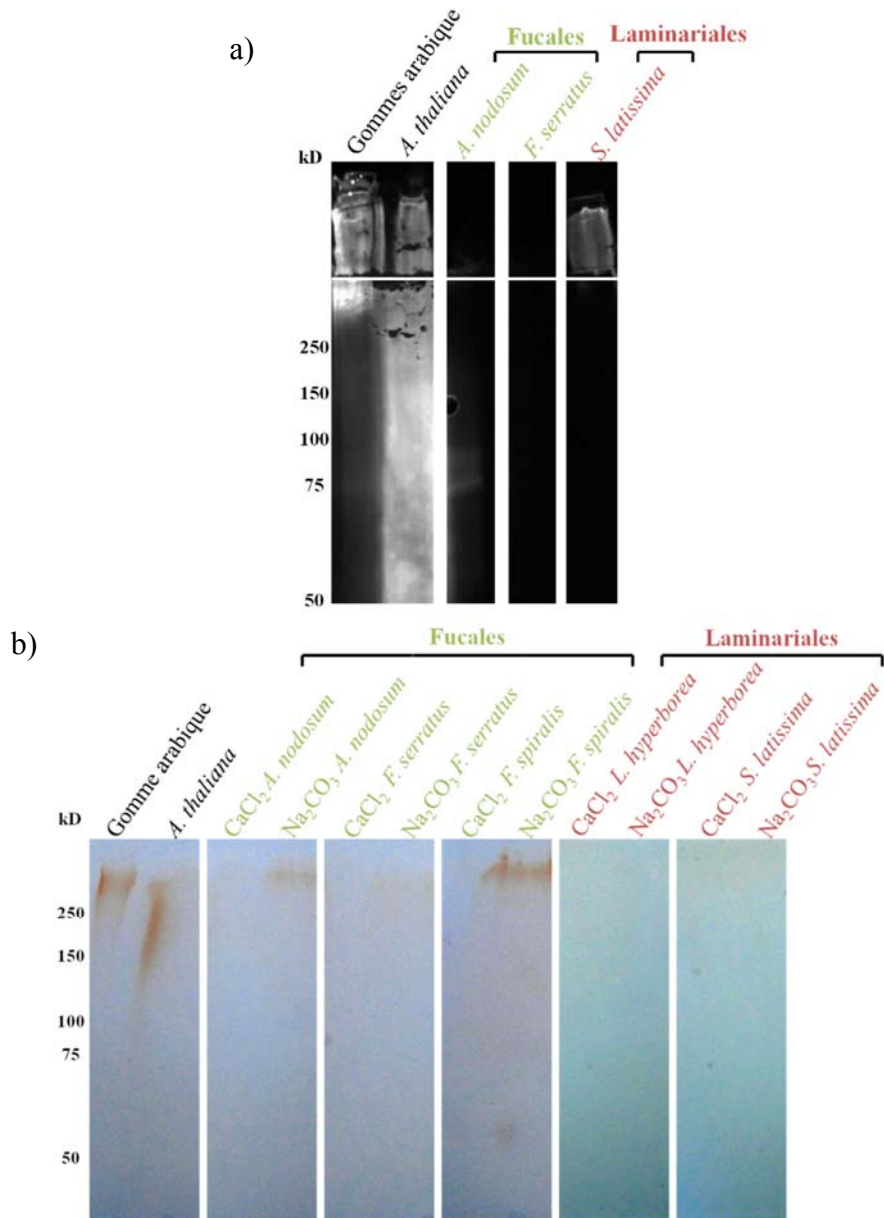 a)
Fucales
Laminariales
Gommes arabique
A. thaliana
A. nodosum
F. serratus
S. latissima
kD
250
150
100
75
50
b)
Fucales
Laminariales
Gomme arabique
A. thaliana
CaCl₂ A. nodosum
Na₂CO₃ A. nodosum
CaCl₂ F. serratus
Na₂CO₃ F. serratus
CaCl₂ F. spiralis
Na₂CO₃ F. spiralis
CaCl₂ L. hyperborea
Na₂CO₃ L. hyperborea
CaCl₂ S. latissima
Na₂CO₃ S. latissima
kD
250
150
100
75
50